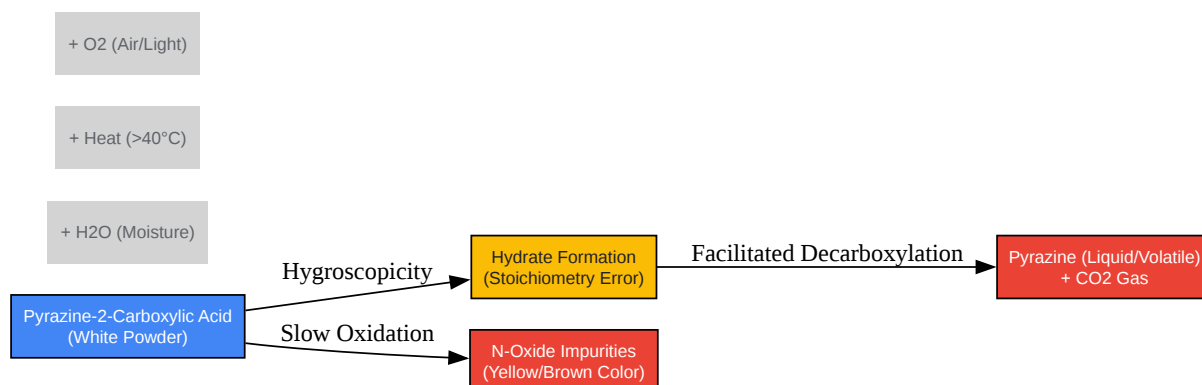 + O2 (Air/Light)
+ Heat (>40°C)
+ H2O (Moisture)
Pyrazine-2-Carboxylic Acid
(White Powder)
Hygroscopicity
Slow Oxidation
Hydrate Formation
(Stoichiometry Error)
N-Oxide Impurities
(Yellow/Brown Color)
Facilitated Decarboxylation
Pyrazine (Liquid/Volatile)
+ CO2 Gas